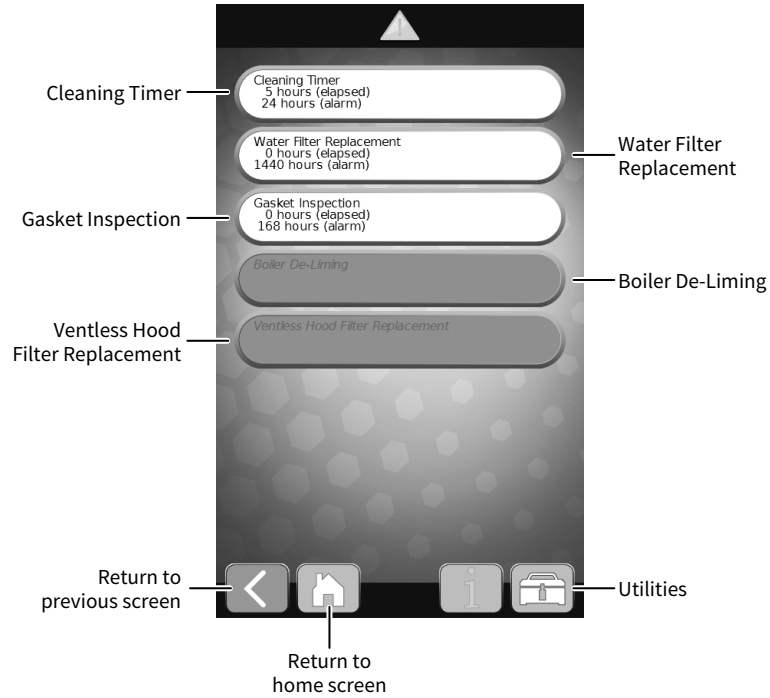 Cleaning Timer
Cleaning Timer
5 hours (elapsed)
24 hours (alarm)
Water Filter Replacement
0 hours (elapsed)
1440 hours (alarm)
Water Filter
Replacement
Gasket Inspection
Gasket Inspection
0 hours (elapsed)
168 hours (alarm)
Boiler De-Liming
Boiler De-Liming
Ventless Hood
Filter Replacement
Ventless Hood Filter Replacement
Return to
previous screen
i
Utilities
Return to
home screen